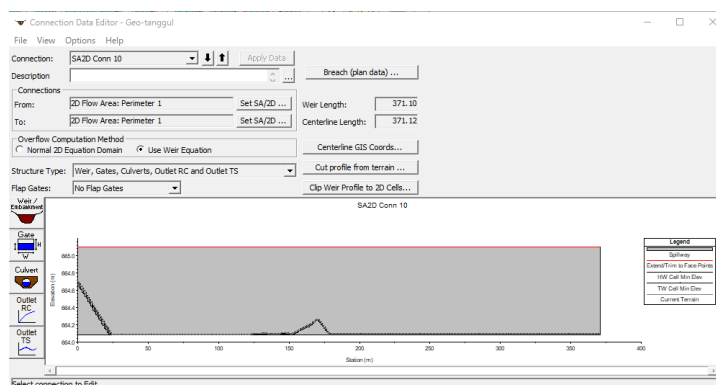 Connection Data Editor - Geo-tanggul
File View Options Help
Connection: SA2D Conn 10 Apply Data
Description ... Breach (plan data) ...
Connections
From: 2D Flow Area: Perimeter 1 Set SA/2D ... Weir Length: 371.10
To: 2D Flow Area: Perimeter 1 Set SA/2D ... Centerline Length: 371.12
Overflow Computation Method
Normal 2D Equation Domain Use Weir Equation Centerline GIS Coords...
Structure Type: Weir, Gates, Culverts, Outlet RC and Outlet TS Cut profile from terrain ...
Flap Gates: No Flap Gates Clip Weir Profile to 2D Cells...
Weir / Embankment
Gate
H
W
Culvert
Outlet RC
Outlet TS
SA2D Conn 10
Elevation (m)
665.0
664.8
664.6
664.4
664.2
664.0
0 50 100 150 200 250 300 350 400
Station (m)
Legend
Spillway
Extend/Trim to Face Points
HW Cell Min Elev
TW Cell Min Elev
Current Terrain
Select connection to Edit